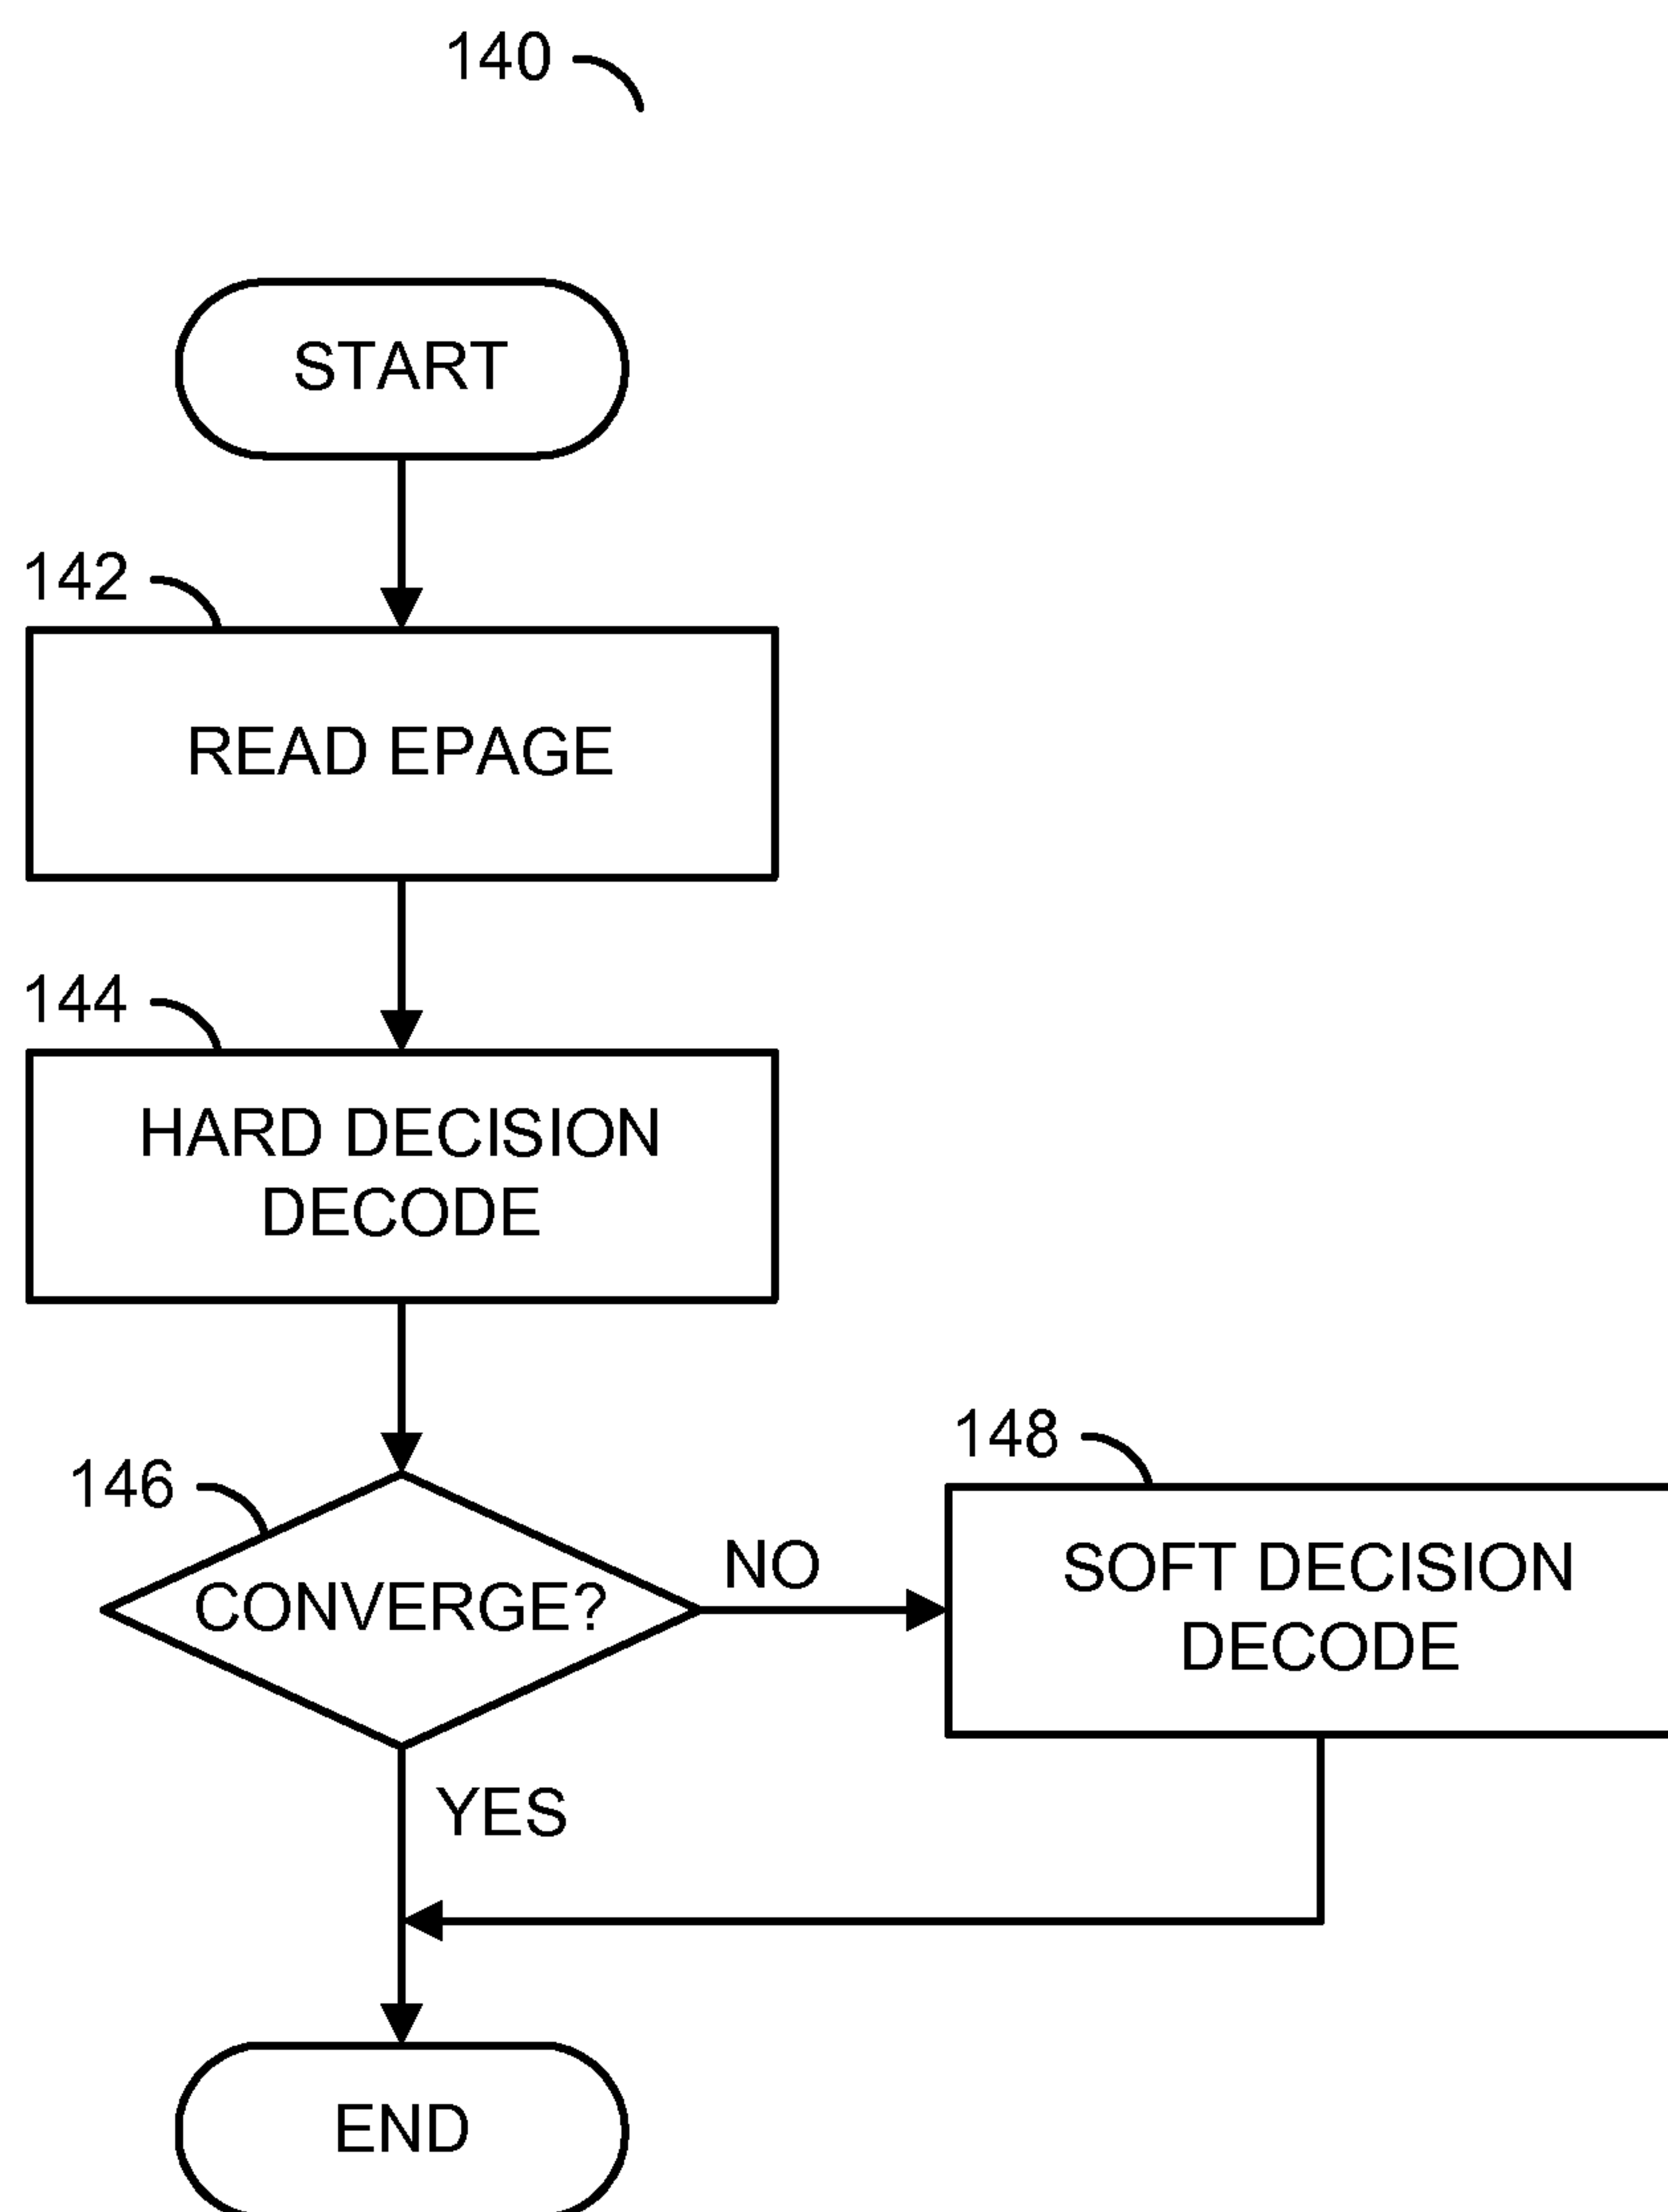 140
START
142
READ EPAGE
144
HARD DECISION
DECODE
146
CONVERGE?
NO
148
SOFT DECISION
DECODE
YES
END